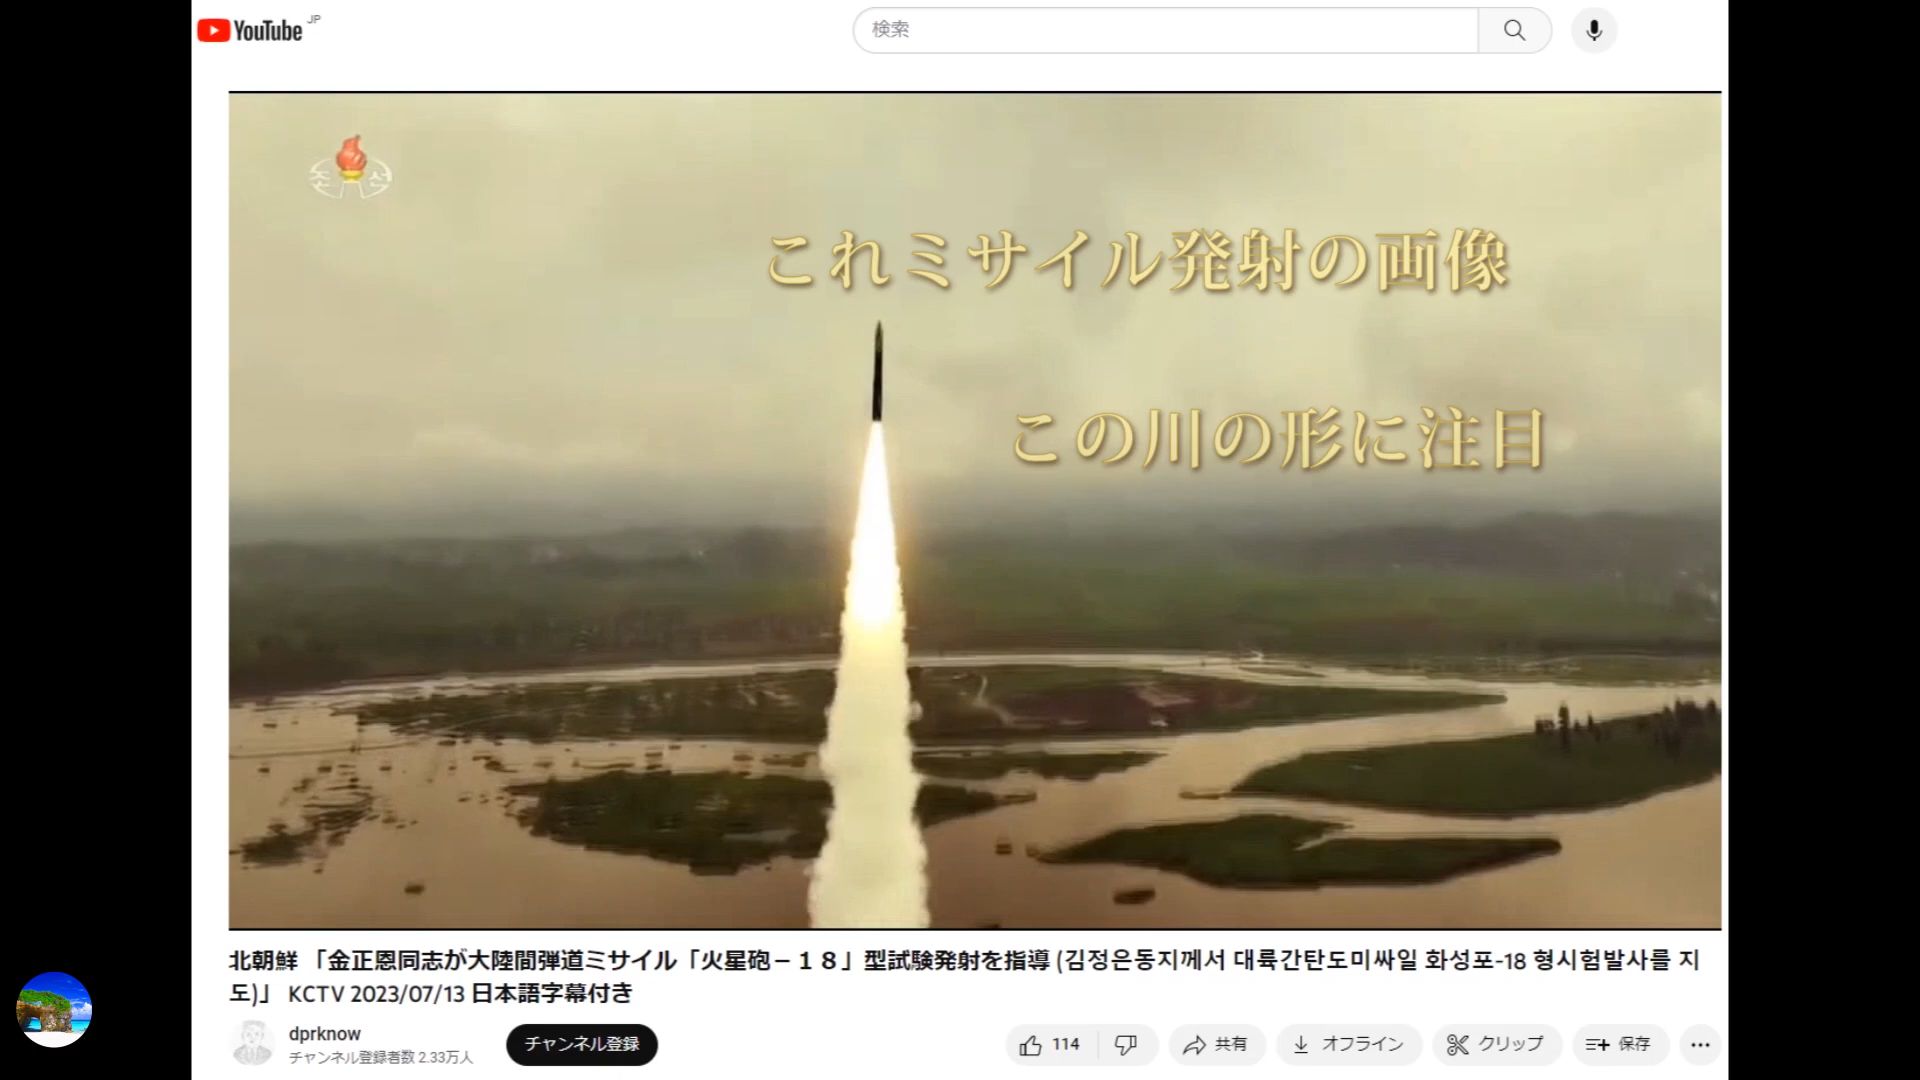 YouTube JP
検索
조선
これミサイル発射の画像
この川の形に注目
北朝鮮 「金正恩同志が大陸間弾道ミサイル「火星砲－１８」型試験発射を指導 (김정은동지께서 대륙간탄도미싸일 화성포-18 형시험발사를 지
도)」 KCTV 2023/07/13 日本語字幕付き
dprknow
チャンネル登録者数 2.33万人
チャンネル登録
114
共有
オフライン
クリップ
保存